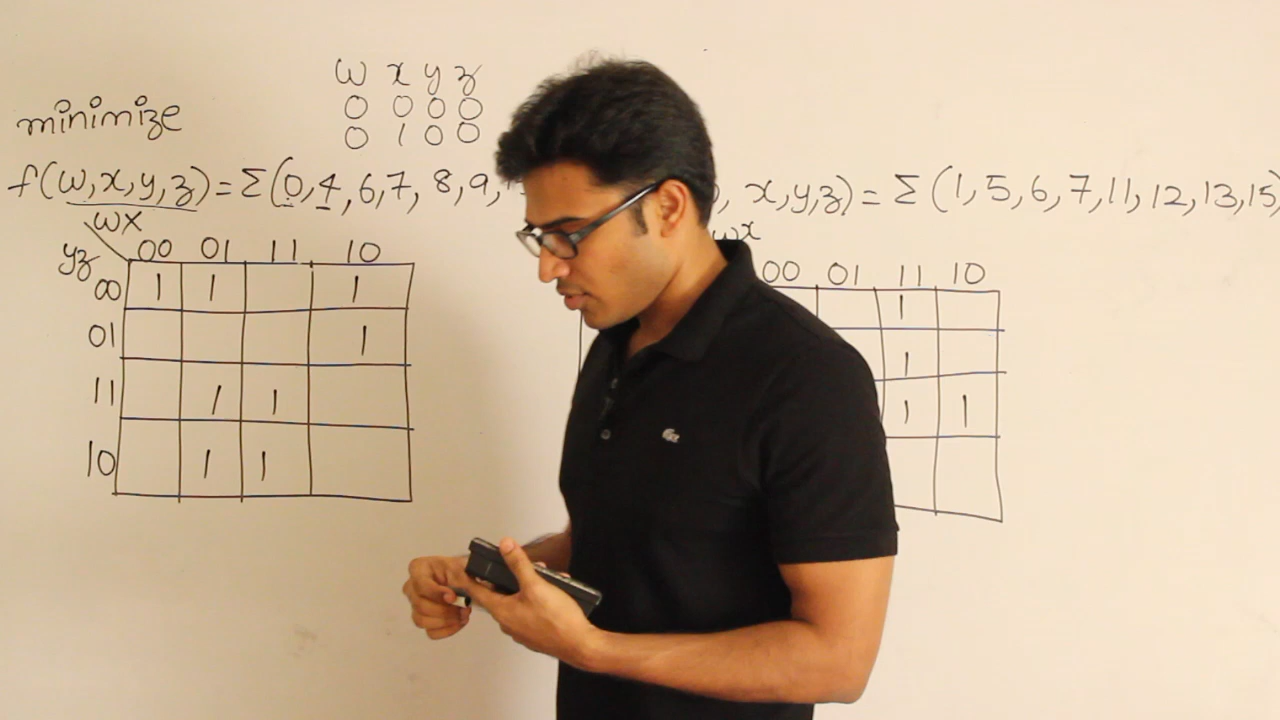 minimize
w x y z
0 0 0 0
0 1 0 0
f(w,x,y,z) = Σ(0,4,6,7,8,9,
wx
yz
00 01 11 10
00 1 1 1
01 1
11 1 1
10 1 1
x,y,z) = Σ (1,5,6,7,11,12,13,15)
wx
00 01 11 10
1
1
1 1